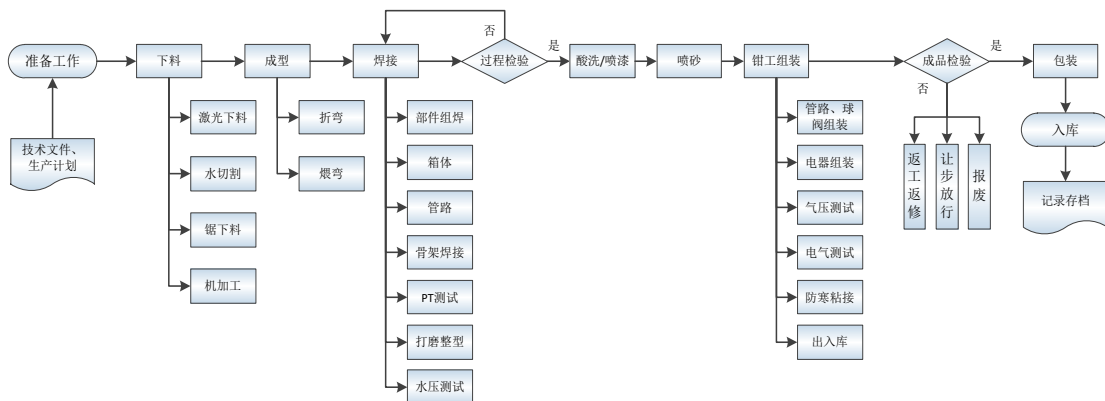 否
准备工作
下料
成型
焊接
过程检验
是
酸洗/喷漆
喷砂
钳工组装
成品检验
是
包装
否
技术文件、
生产计划
激光下料
水切割
锯下料
机加工
折弯
煨弯
部件组焊
箱体
管路
骨架焊接
PT测试
打磨整型
水压测试
管路、球
阀组装
电器组装
气压测试
电气测试
防寒粘接
出入库
返工返修
让步放行
报废
入库
记录存档